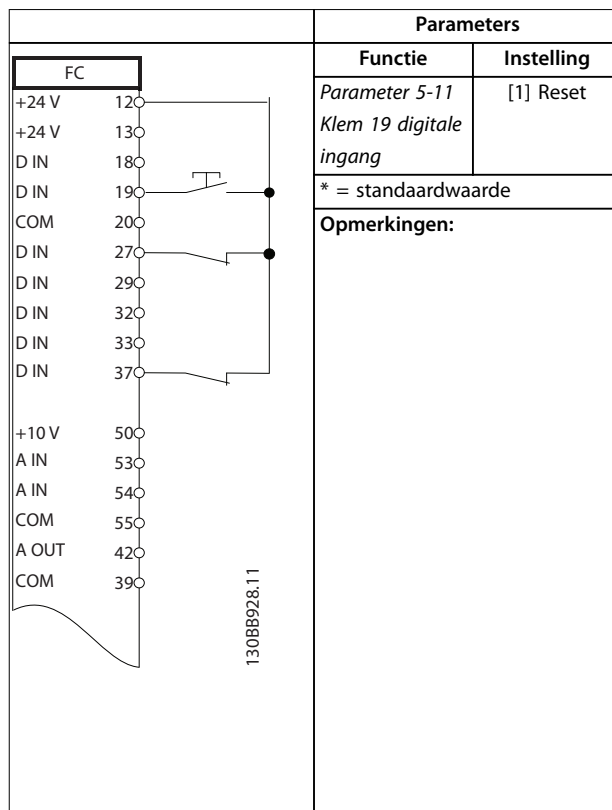 Parameters
Functie Instelling
Parameter 5-11
Klem 19 digitale
ingang
[1] Reset
* = standaardwaarde
Opmerkingen:
FC
+24 V 12
+24 V 13
D IN 18
D IN 19
COM 20
D IN 27
D IN 29
D IN 32
D IN 33
D IN 37
+10 V 50
A IN 53
A IN 54
COM 55
A OUT 42
COM 39
130BB928.11